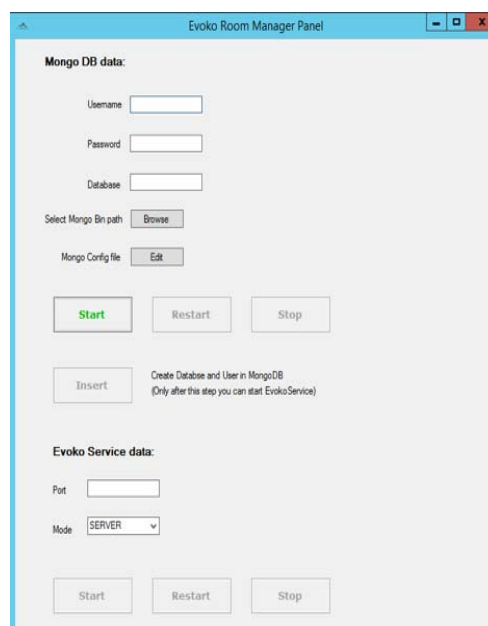 Evoko Room Manager Panel
Mongo DB data:
Username
Password
Database
Select Mongo Bin path Browse
Mongo Config file Edit
Start Restart Stop
Insert Create Databse and User in MongoDB
(Only after this step you can start EvokoService)
Evoko Service data:
Port
Mode SERVER
Start Restart Stop